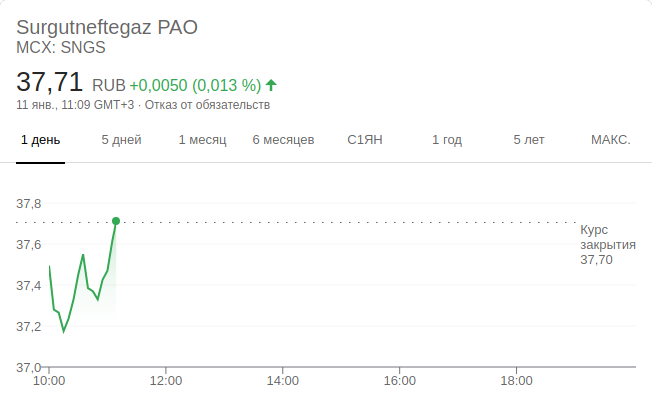 Surgutneftegaz PAO
MCX: SNGS
37,71 RUB +0,0050 (0,013 %)
11 янв., 11:09 GMT+3 · Отказ от обязательств
1 день 5 дней 1 месяц 6 месяцев С1ЯН 1 год 5 лет МАКС.
37,8
37,6
37,4
37,2
37,0
Курс
закрытия
37,70
10:00 12:00 14:00 16:00 18:00